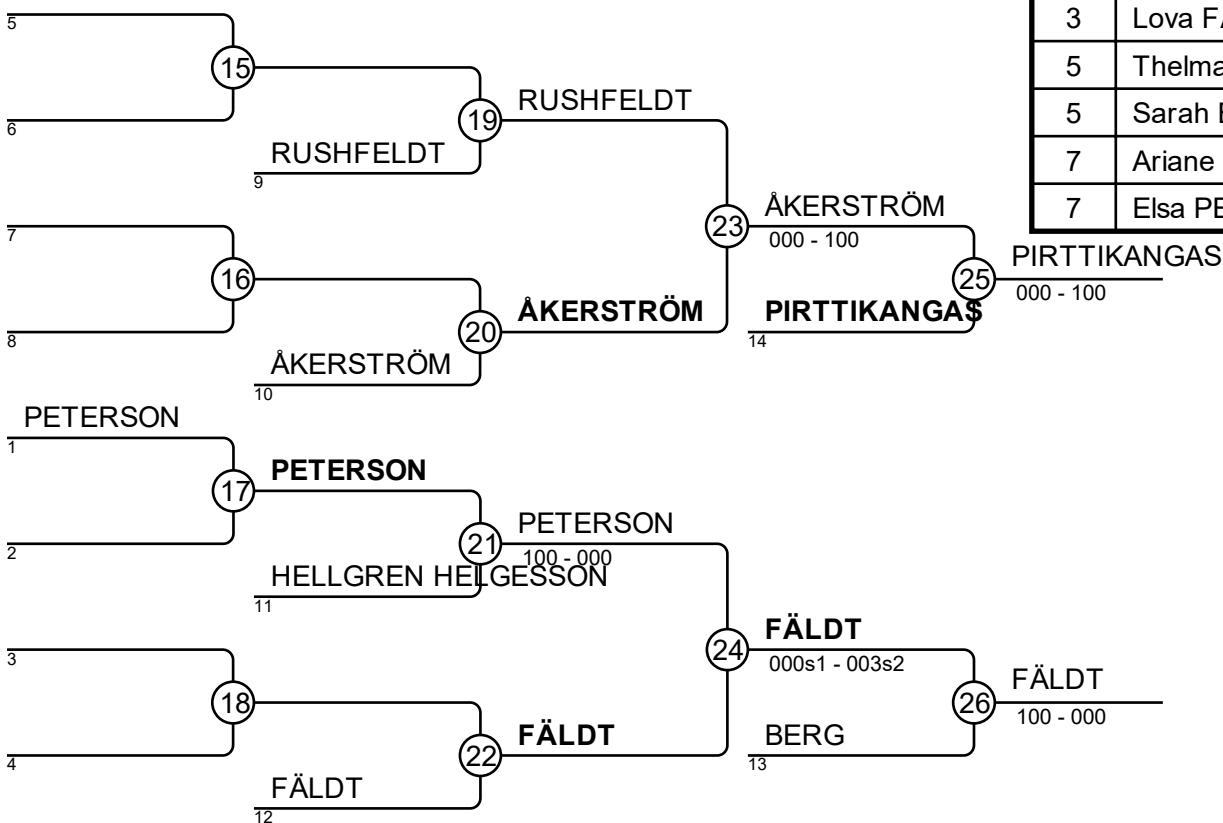 3 Lova
5 Thelma
5 Sarah
7 Ariane
7 Elsa
5
15
6
19
RUSHFELDT
RUSHFELDT
9
7
16
8
20
ÅKERSTRÖM
ÅKERSTRÖM
10
23
ÅKERSTRÖM
000 - 100
PIRTTIKANGAS
14
25
PIRTTIKANGAS
000 - 100
PETERSON
1
17
2
PETERSON
21
PETERSON
100 - 000
HELLGREN HELGESSON
11
3
18
4
22
FÄLDT
FÄLDT
12
24
FÄLDT
000s1 - 003s2
BERG
13
26
FÄLDT
100 - 000